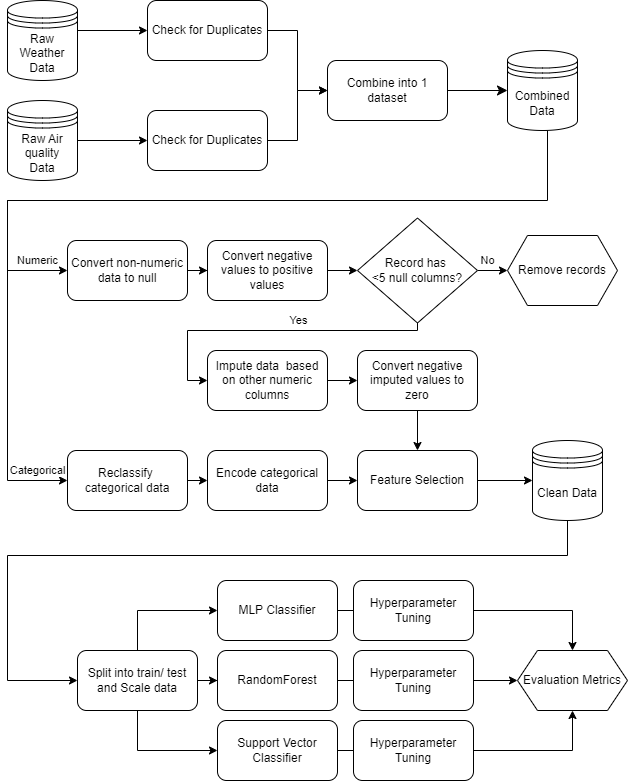 Raw
Weather
Data
Check for Duplicates
Raw Air
quality
Data
Check for Duplicates
Combine into 1
dataset
Combined
Data
Numeric
Convert non-numeric
data to null
Convert negative
values to positive
values
Record has
<5 null columns?
No
Remove records
Yes
Impute data based
on other numeric
columns
Convert negative
imputed values to
zero
Categorical
Reclassify
categorical data
Encode categorical
data
Feature Selection
Clean Data
Split into train/ test
and Scale data
MLP Classifier
Hyperparameter
Tuning
RandomForest
Hyperparameter
Tuning
Support Vector
Classifier
Hyperparameter
Tuning
Evaluation Metrics